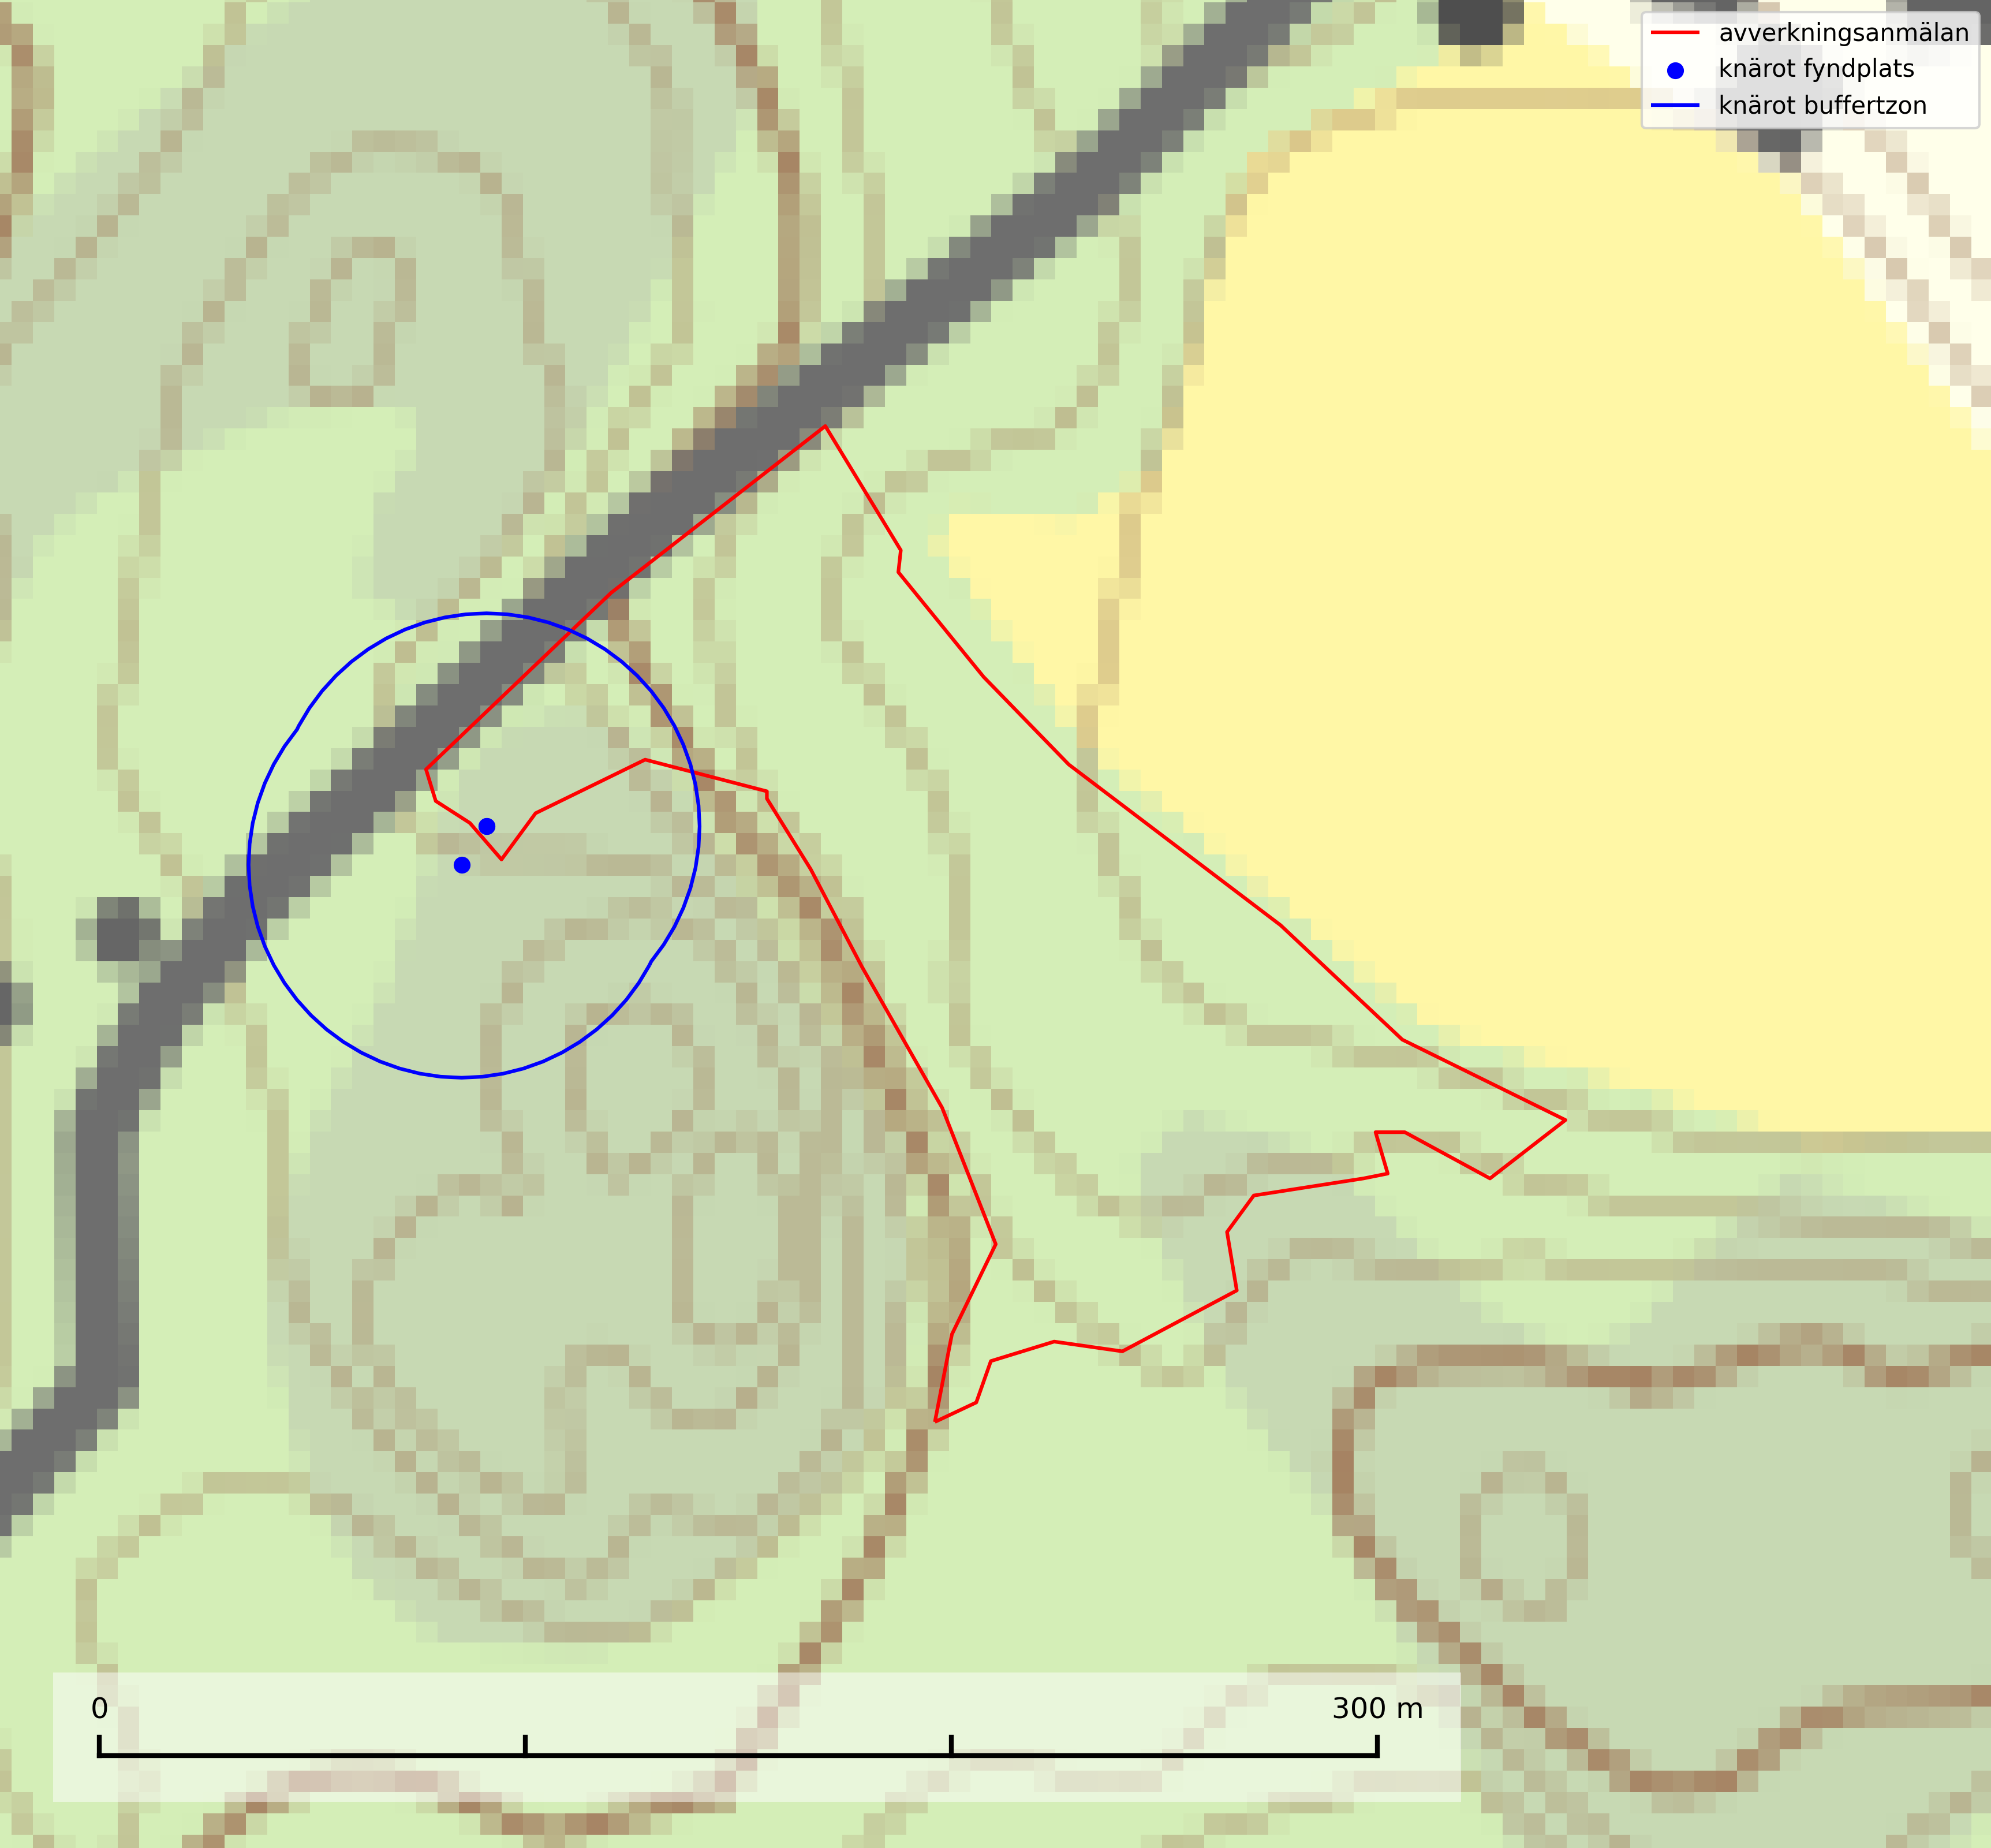 avverkningsanmälan
knärot fyndplats
knärot buffertzon
0 300 m